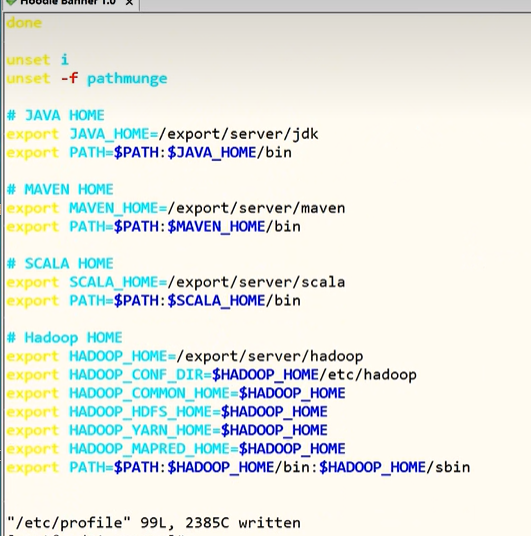 Hoodie Banner 1.0 X
done
unset i
unset -f pathmunge
# JAVA HOME
export JAVA_HOME=/export/server/jdk
export PATH=$PATH:$JAVA_HOME/bin
# MAVEN HOME
export MAVEN_HOME=/export/server/maven
export PATH=$PATH:$MAVEN_HOME/bin
# SCALA HOME
export SCALA_HOME=/export/server/scala
export PATH=$PATH:$SCALA_HOME/bin
# Hadoop HOME
export HADOOP_HOME=/export/server/hadoop
export HADOOP_CONF_DIR=$HADOOP_HOME/etc/hadoop
export HADOOP_COMMON_HOME=$HADOOP_HOME
export HADOOP_HDFS_HOME=$HADOOP_HOME
export HADOOP_YARN_HOME=$HADOOP_HOME
export HADOOP_MAPRED_HOME=$HADOOP_HOME
export PATH=$PATH:$HADOOP_HOME/bin:$HADOOP_HOME/sbin
"/etc/profile" 99L, 2385C written